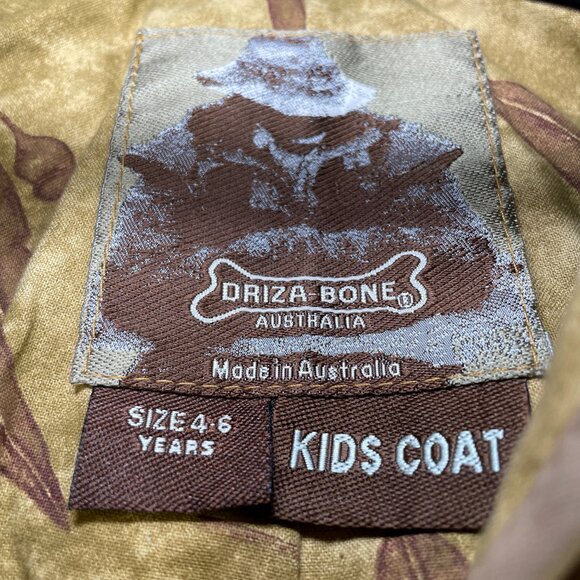 DRIZA-BONE®
AUSTRALIA
Made in Australia
SIZE 4-6
YEARS
KIDS COAT